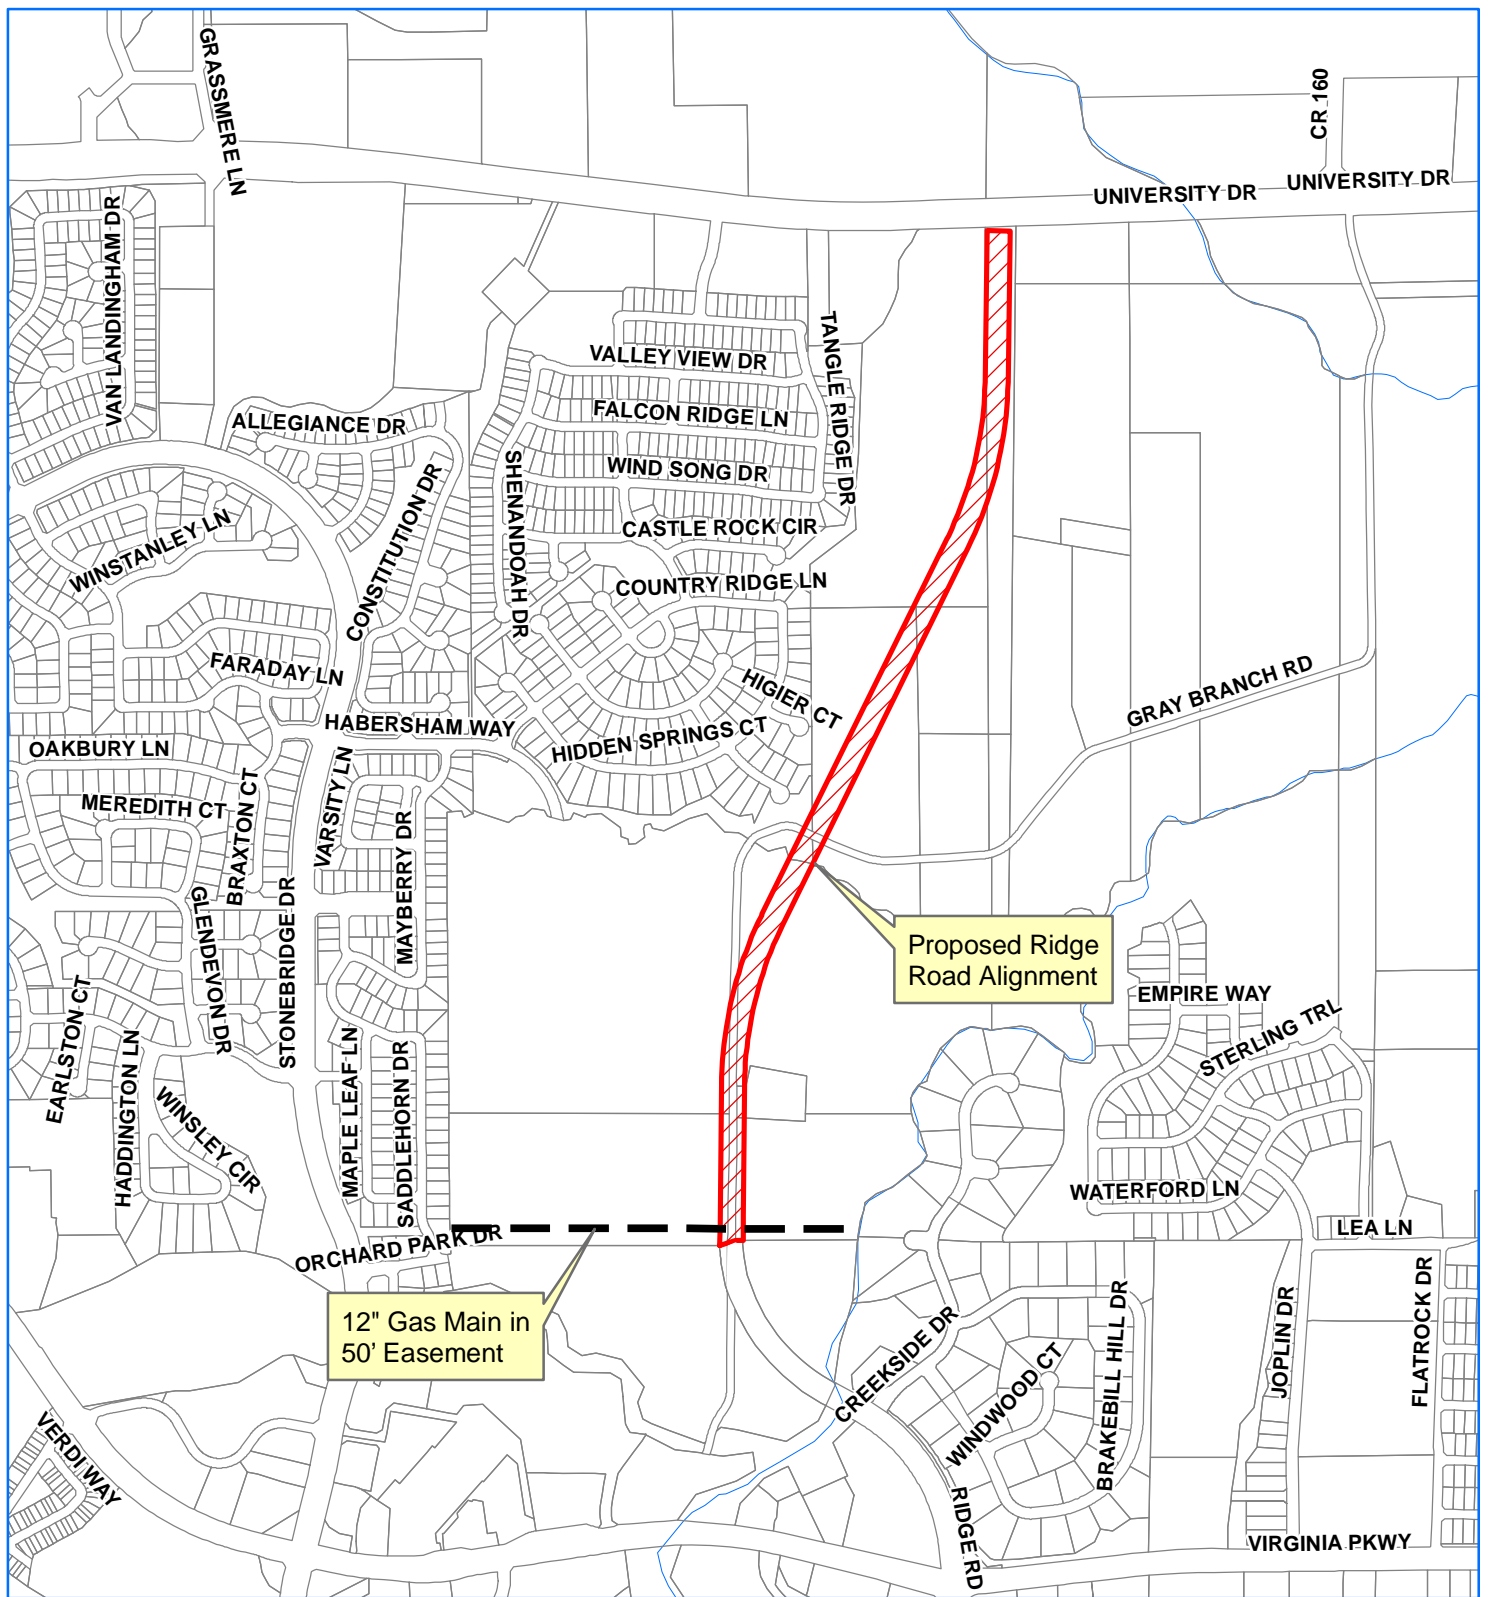 GRASSMERE LN
CR 160
UNIVERSITY DR
UNIVERSITY DR
VAN LANDINGHAM DR
TANGLE RIDGE DR
VALLEY VIEW DR
ALLEGIANCE DR
FALCON RIDGE LN
WIND SONG DR
SHENANDOAH DR
CONSTITUTION DR
WINSTANLEY LN
CASTLE ROCK CIR
COUNTRY RIDGE LN
FARADAY LN
HIGIER CT
GRAY BRANCH RD
HABERSHAM WAY
HIDDEN SPRINGS CT
OAKBURY LN
VARSITY LN
MEREDITH CT
BRAXTON CT
MAYBERRY DR
GLENDEVON DR
STONEBRIDGE DR
Proposed Ridge
Road Alignment
EARLSTON CT
EMPIRE WAY
STERLING TRL
HADDINGTON LN
MAPLE LEAF LN
SADDLEHORN DR
WINSLEY CIR
WATERFORD LN
LEA LN
ORCHARD PARK DR
12" Gas Main in
50' Easement
CREEKSIDE DR
WINDWOOD CT
BRAKEBILL HILL DR
JOPLIN DR
FLATROCK DR
VERDI WAY
RIDGE RD
VIRGINIA PKWY